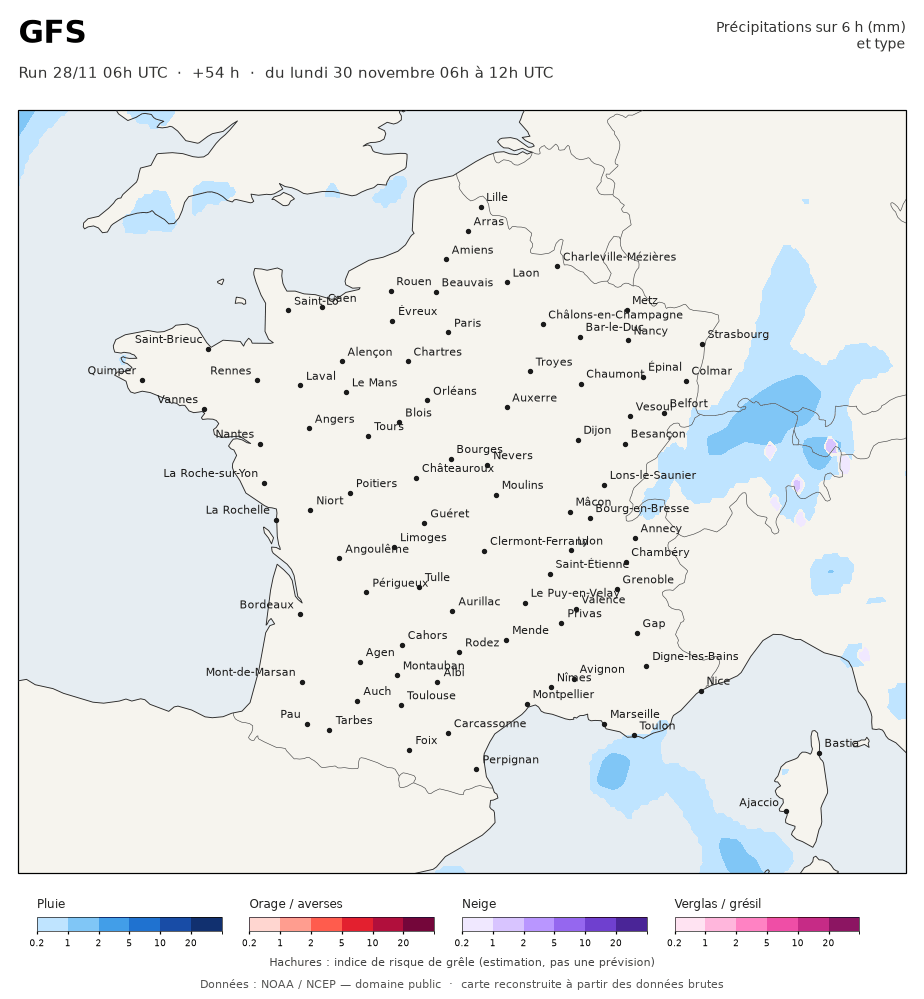 GFS
Précipitations sur 6 h (mm)
et type
Run 28/11 06h UTC · +54 h · du lundi 30 novembre 06h à 12h UTC
Lille
Arras
Amiens
Charleville-Mézières
Laon
Rouen
Beauvais
Saint-Lô
Caen
Metz
Évreux
Châlons-en-Champagne
Paris
Bar-le-Duc
Nancy
Strasbourg
Saint-Brieuc
Alençon
Chartres
Troyes
Épinal
Quimper
Rennes
Laval
Le Mans
Chaumont
Colmar
Orléans
Vannes
Auxerre
Belfort
Blois
Vesoul
Angers
Tours
Nantes
Dijon
Besançon
Bourges
Nevers
La Roche-sur-Yon
Châteauroux
Lons-le-Saunier
Poitiers
Moulins
Niort
Mâcon
La Rochelle
Bourg-en-Bresse
Guéret
Annecy
Limoges
Clermont-Ferrand
Lyon
Angoulême
Chambéry
Saint-Étienne
Périgueux
Tulle
Grenoble
Le Puy-en-Velay
Valence
Bordeaux
Aurillac
Privas
Gap
Cahors
Mende
Rodez
Agen
Digne-les-Bains
Mont-de-Marsan
Montauban
Albi
Avignon
Nîmes
Nice
Auch
Toulouse
Montpellier
Pau
Tarbes
Carcassonne
Marseille
Toulon
Foix
Bastia
Perpignan
Ajaccio
Pluie
Orage / averses
Neige
Verglas / grésil
0.2 1 2 5 10 20
0.2 1 2 5 10 20
0.2 1 2 5 10 20
0.2 1 2 5 10 20
Hachures : indice de risque de grêle (estimation, pas une prévision)
Données : NOAA / NCEP — domaine public · carte reconstruite à partir des données brutes